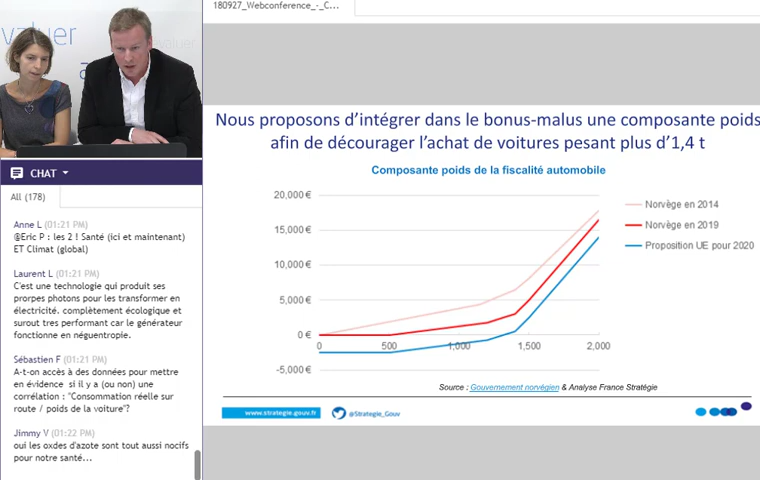 valuer
valuer
180927_Webconference_-_C...
CHAT
All (178)
Anne L (01:21 PM)
@Eric P : les 2 ! Santé (ici et maintenant)
ET Climat (global)
Laurent L (01:21 PM)
C'est une technologie qui produit ses
prorpes photons pour les transformer en
électricité. complètement écologique et
surout tres performant car le générateur
fonctionne en néguentropie.
Sébastien F (01:21 PM)
A-t-on accès à des données pour mettre
en évidence si il y a (ou non) une
corrélation : "Consommation réelle sur
route / poids de la voiture"?
Jimmy V (01:22 PM)
oui les oxdes d'azote sont tout aussi nocifs
pour notre santé...
Nous proposons d'intégrer dans le bonus-malus une composante poids
afin de décourager l'achat de voitures pesant plus d'1,4 t
Composante poids de la fiscalité automobile
20,000 €
15,000 €
10,000 €
5,000 €
0 €
-5,000 €
0 500 1,000 1,500 2,000
Norvège en 2014
Norvège en 2019
Proposition UE pour 2020
Source : Gouvernement norvégien & Analyse France Stratégie
www.strategie.gouv.fr
@Strategie_Gouv